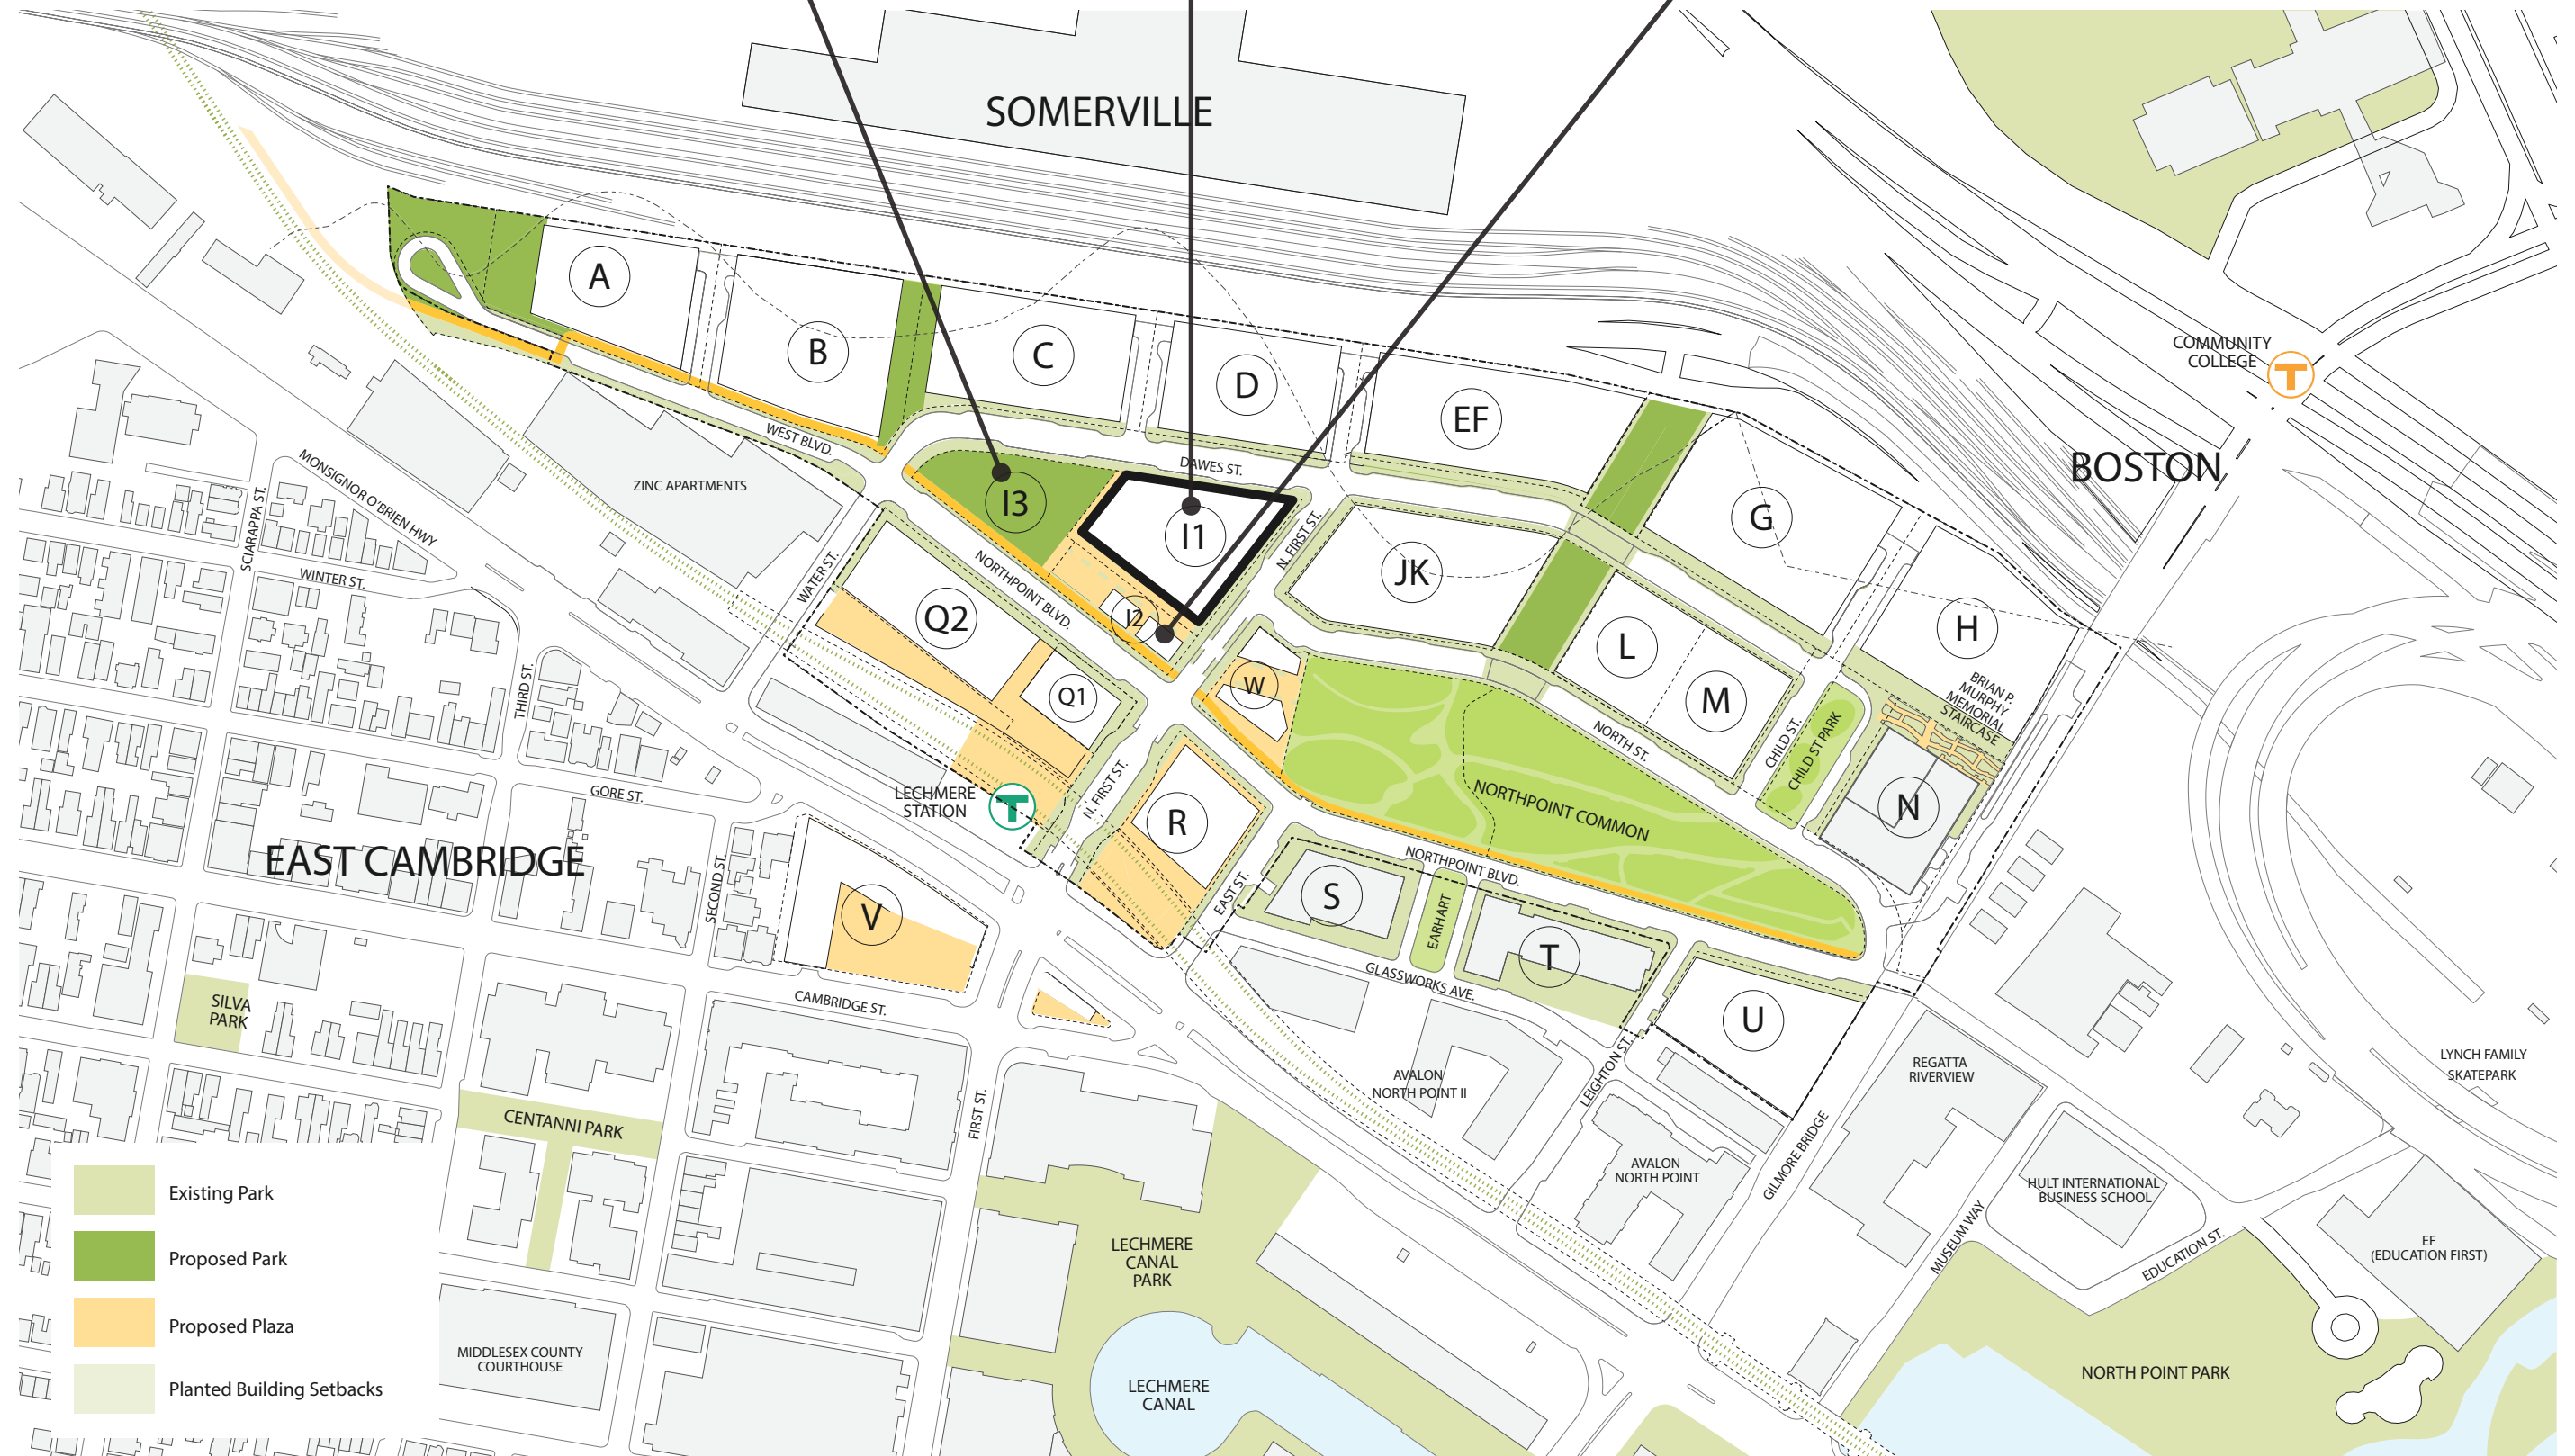 SOMERVILLE
COMMUNITY
COLLEGE
T
BOSTON
A
B
C
D
EF
G
H
WEST BLVD.
DAWES ST.
ZINC APARTMENTS
I3
I1
I2
N. FIRST ST.
JK
L
M
MONSIGNOR O'BRIEN HWY
SCIARAPPA ST.
WINTER ST.
WATER ST.
NORTHPOINT BLVD.
Q2
Q1
W
THIRD ST.
BRIAN P.
MURPHY
MEMORIAL
STAIRCASE
NORTH ST.
CHILD ST.
CHILD ST PARK
N
NORTHPOINT COMMON
LECHMERE
STATION
T
N. FIRST ST.
R
GORE ST.
EAST CAMBRIDGE
SECOND ST.
V
EAST ST.
S
EARHART
NORTHPOINT BLVD.
T
U
GLASSWORKS AVE.
CAMBRIDGE ST.
SILVA
PARK
LEIGHTON ST.
AVALON
NORTH POINT II
REGATTA
RIVERVIEW
LYNCH FAMILY
SKATEPARK
FIRST ST.
CENTANNI PARK
AVALON
NORTH POINT
GILMORE BRIDGE
HULT INTERNATIONAL
BUSINESS SCHOOL
MUSEUM WAY
EDUCATION ST.
EF
(EDUCATION FIRST)
LECHMERE
CANAL
PARK
LECHMERE
CANAL
MIDDLESEX COUNTY
COURTHOUSE
NORTH POINT PARK
Existing Park
Proposed Park
Proposed Plaza
Planted Building Setbacks